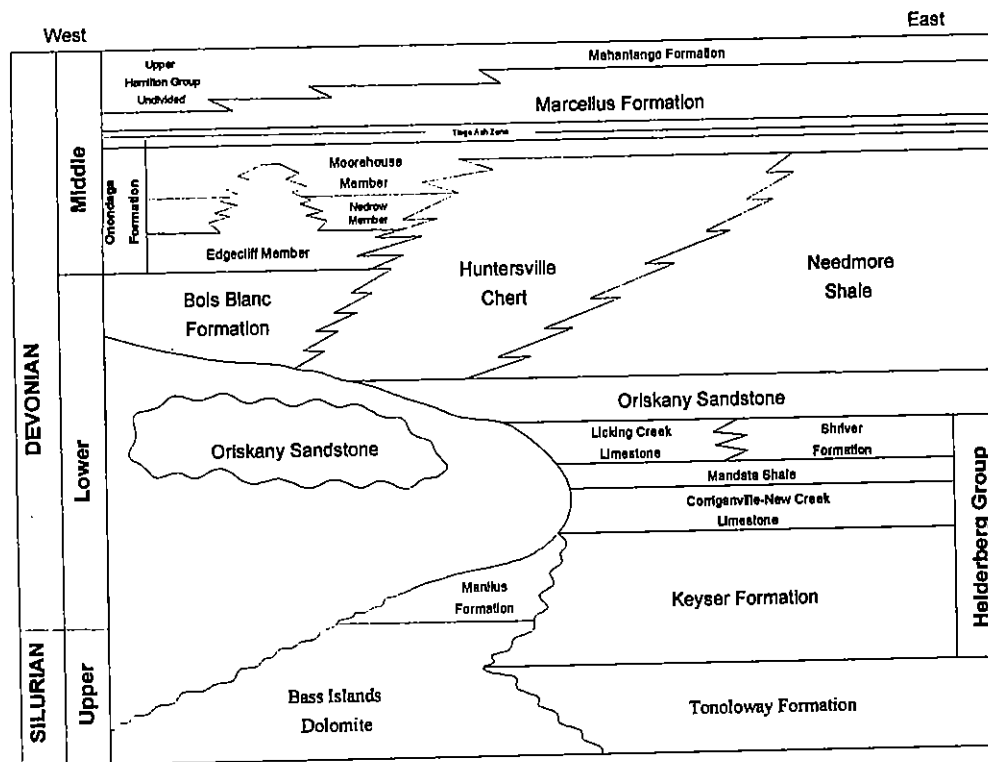 West
East
Upper
Hamilton Group
Undivided
Mahantango Formation
Marcellus Formation
Tioga Ash Zone
Moorehouse
Member
Nedrow
Member
Edgecliff Member
Onondaga
Formation
Middle
Bois Blanc
Formation
Huntersville
Chert
Needmore
Shale
DEVONIAN
Lower
Oriskany Sandstone
Oriskany Sandstone
Licking Creek
Limestone
Shriver
Formation
Mandata Shale
Corriganville-New Creek
Limestone
Helderberg Group
Manlius
Formation
Keyser Formation
SILURIAN
Upper
Bass Islands
Dolomite
Tonoloway Formation